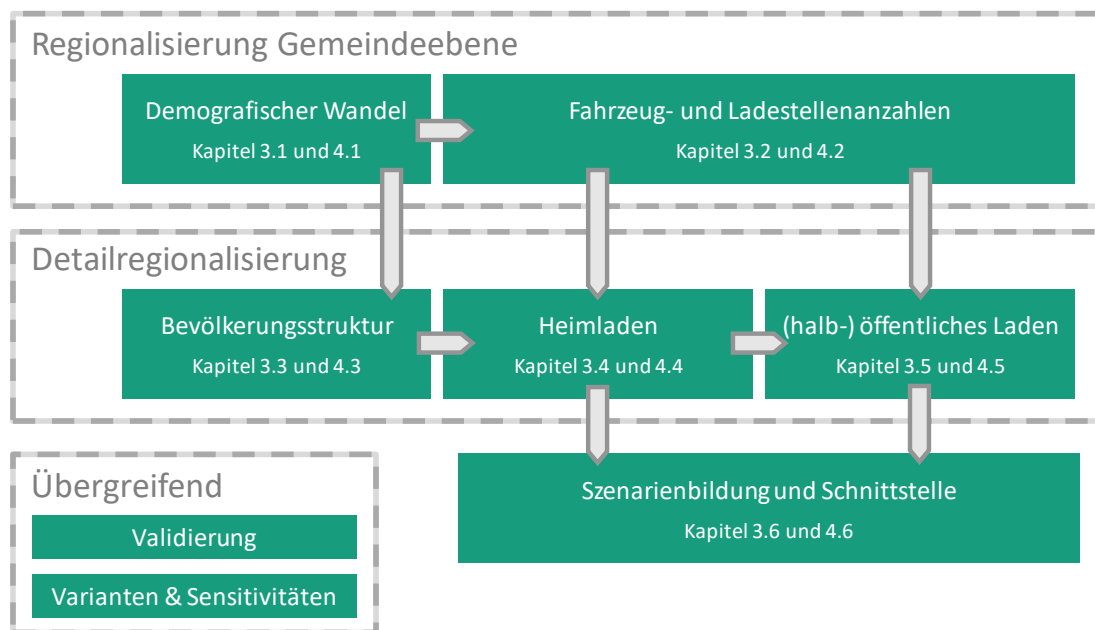 Regionalisierung Gemeindeebene
Demografischer Wandel
Kapitel 3.1 und 4.1
Fahrzeug- und Ladestellenanzahlen
Kapitel 3.2 und 4.2
Detailregionalisierung
Bevölkerungsstruktur
Kapitel 3.3 und 4.3
Heimladen
Kapitel 3.4 und 4.4
(halb-) öffentliches Laden
Kapitel 3.5 und 4.5
Übergreifend
Validierung
Varianten & Sensitivitäten
Szenarienbildung und Schnittstelle
Kapitel 3.6 und 4.6